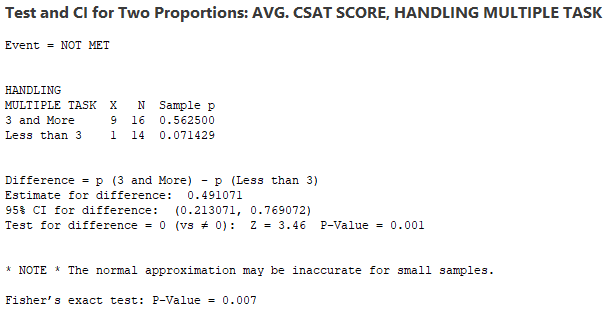 Test and CI for Two Proportions: AVG. CSAT SCORE, HANDLING MULTIPLE TASK
Event = NOT MET
HANDLING
MULTIPLE TASK  X   N  Sample p
3 and More     9  16  0.562500
Less than 3    1  14  0.071429
Difference = p (3 and More) - p (Less than 3)
Estimate for difference:  0.491071
95% CI for difference:  (0.213071, 0.769072)
Test for difference = 0 (vs ≠ 0):  Z = 3.46  P-Value = 0.001
* NOTE * The normal approximation may be inaccurate for small samples.
Fisher’s exact test: P-Value = 0.007